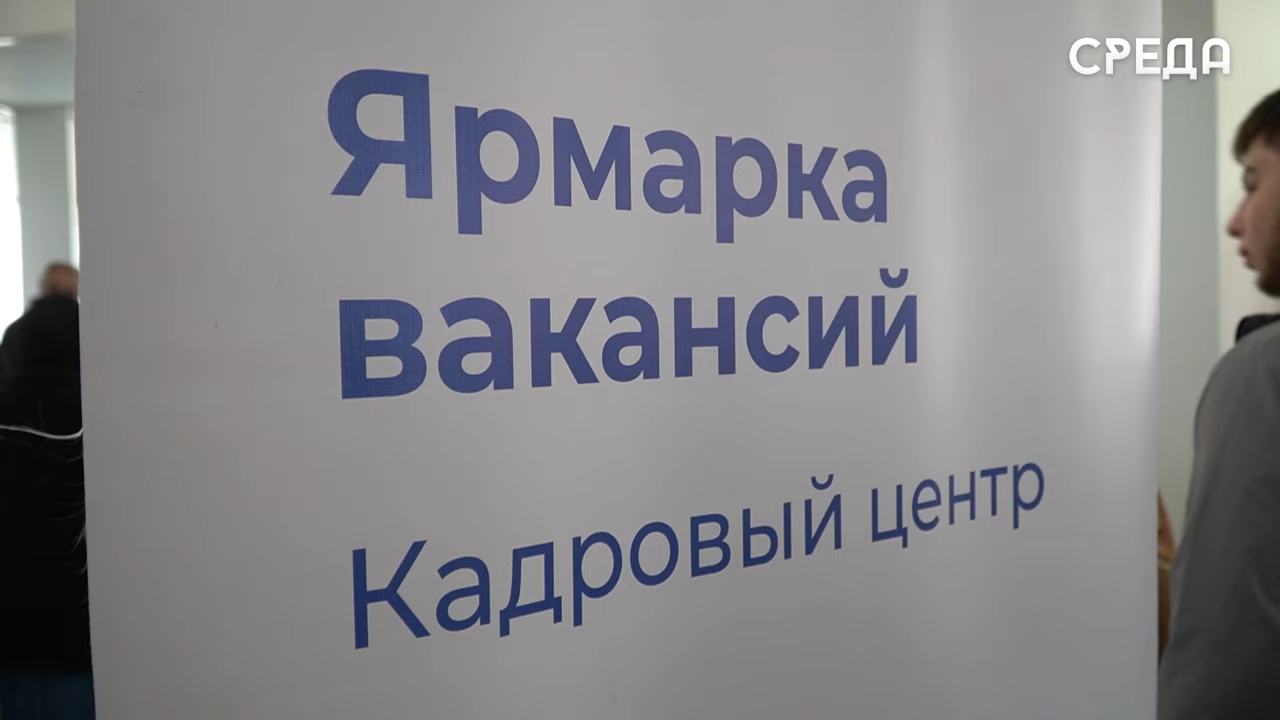 СРЕДА
Ярмарка
вакансий
Кадровый центр